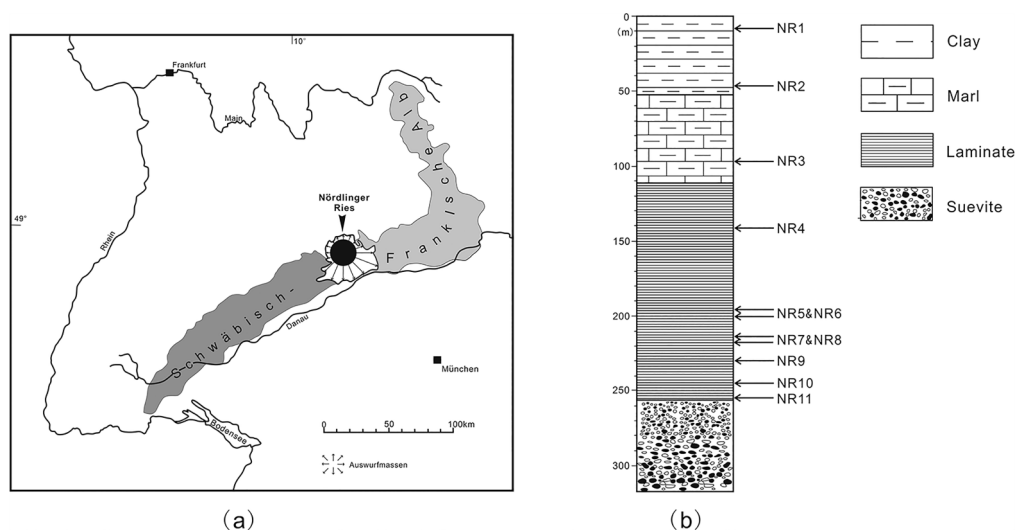 10°
Frankfurt
Main
49°
Rhein
Nördlinger
Ries
Schwäbisch-
Fränkische Alb
Danau
München
Bodensee
0 50 100km
Auswurfmassen
(a)
0
(m)
50
100
150
200
250
300
NR1
NR2
NR3
NR4
NR5&NR6
NR7&NR8
NR9
NR10
NR11
Clay
Marl
Laminate
Suevite
(b)